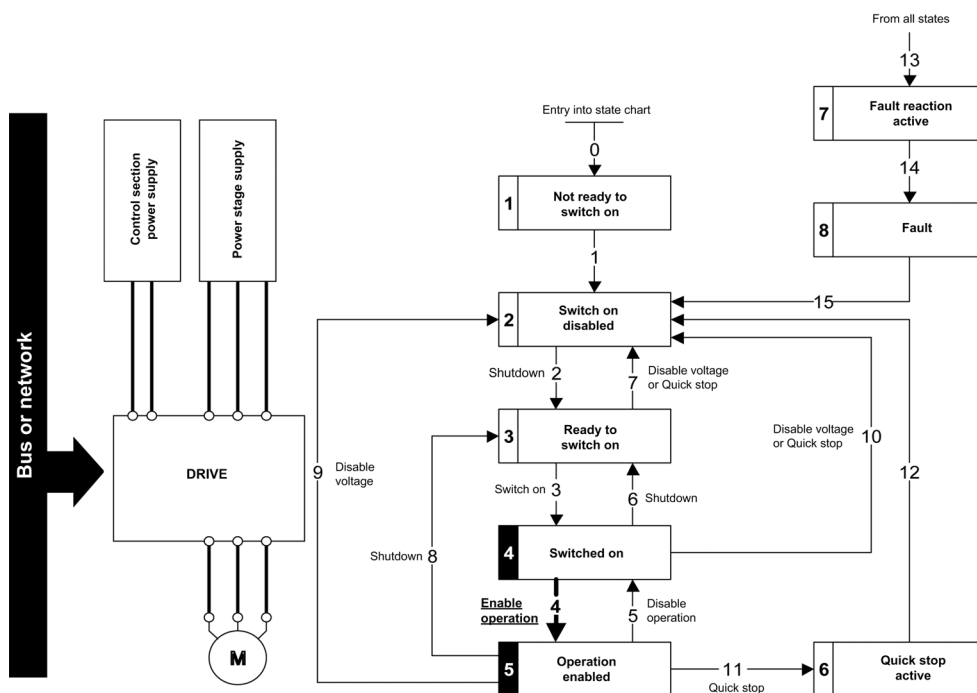 From all states
13
7
Fault reaction
active
14
8
Fault
15
Entry into state chart
0
1
Not ready to
switch on
1
2
Switch on
disabled
Shutdown
2
7
Disable voltage
or Quick stop
3
Ready to
switch on
Switch on
3
6
Shutdown
4
Switched on
Enable
operation
4
5
Disable
operation
5
Operation
enabled
11
Quick stop
6
Quick stop
active
Disable voltage
or Quick stop
10
12
9
Disable
voltage
Shutdown
8
Bus or network
Control section
power supply
Power stage supply
DRIVE
M